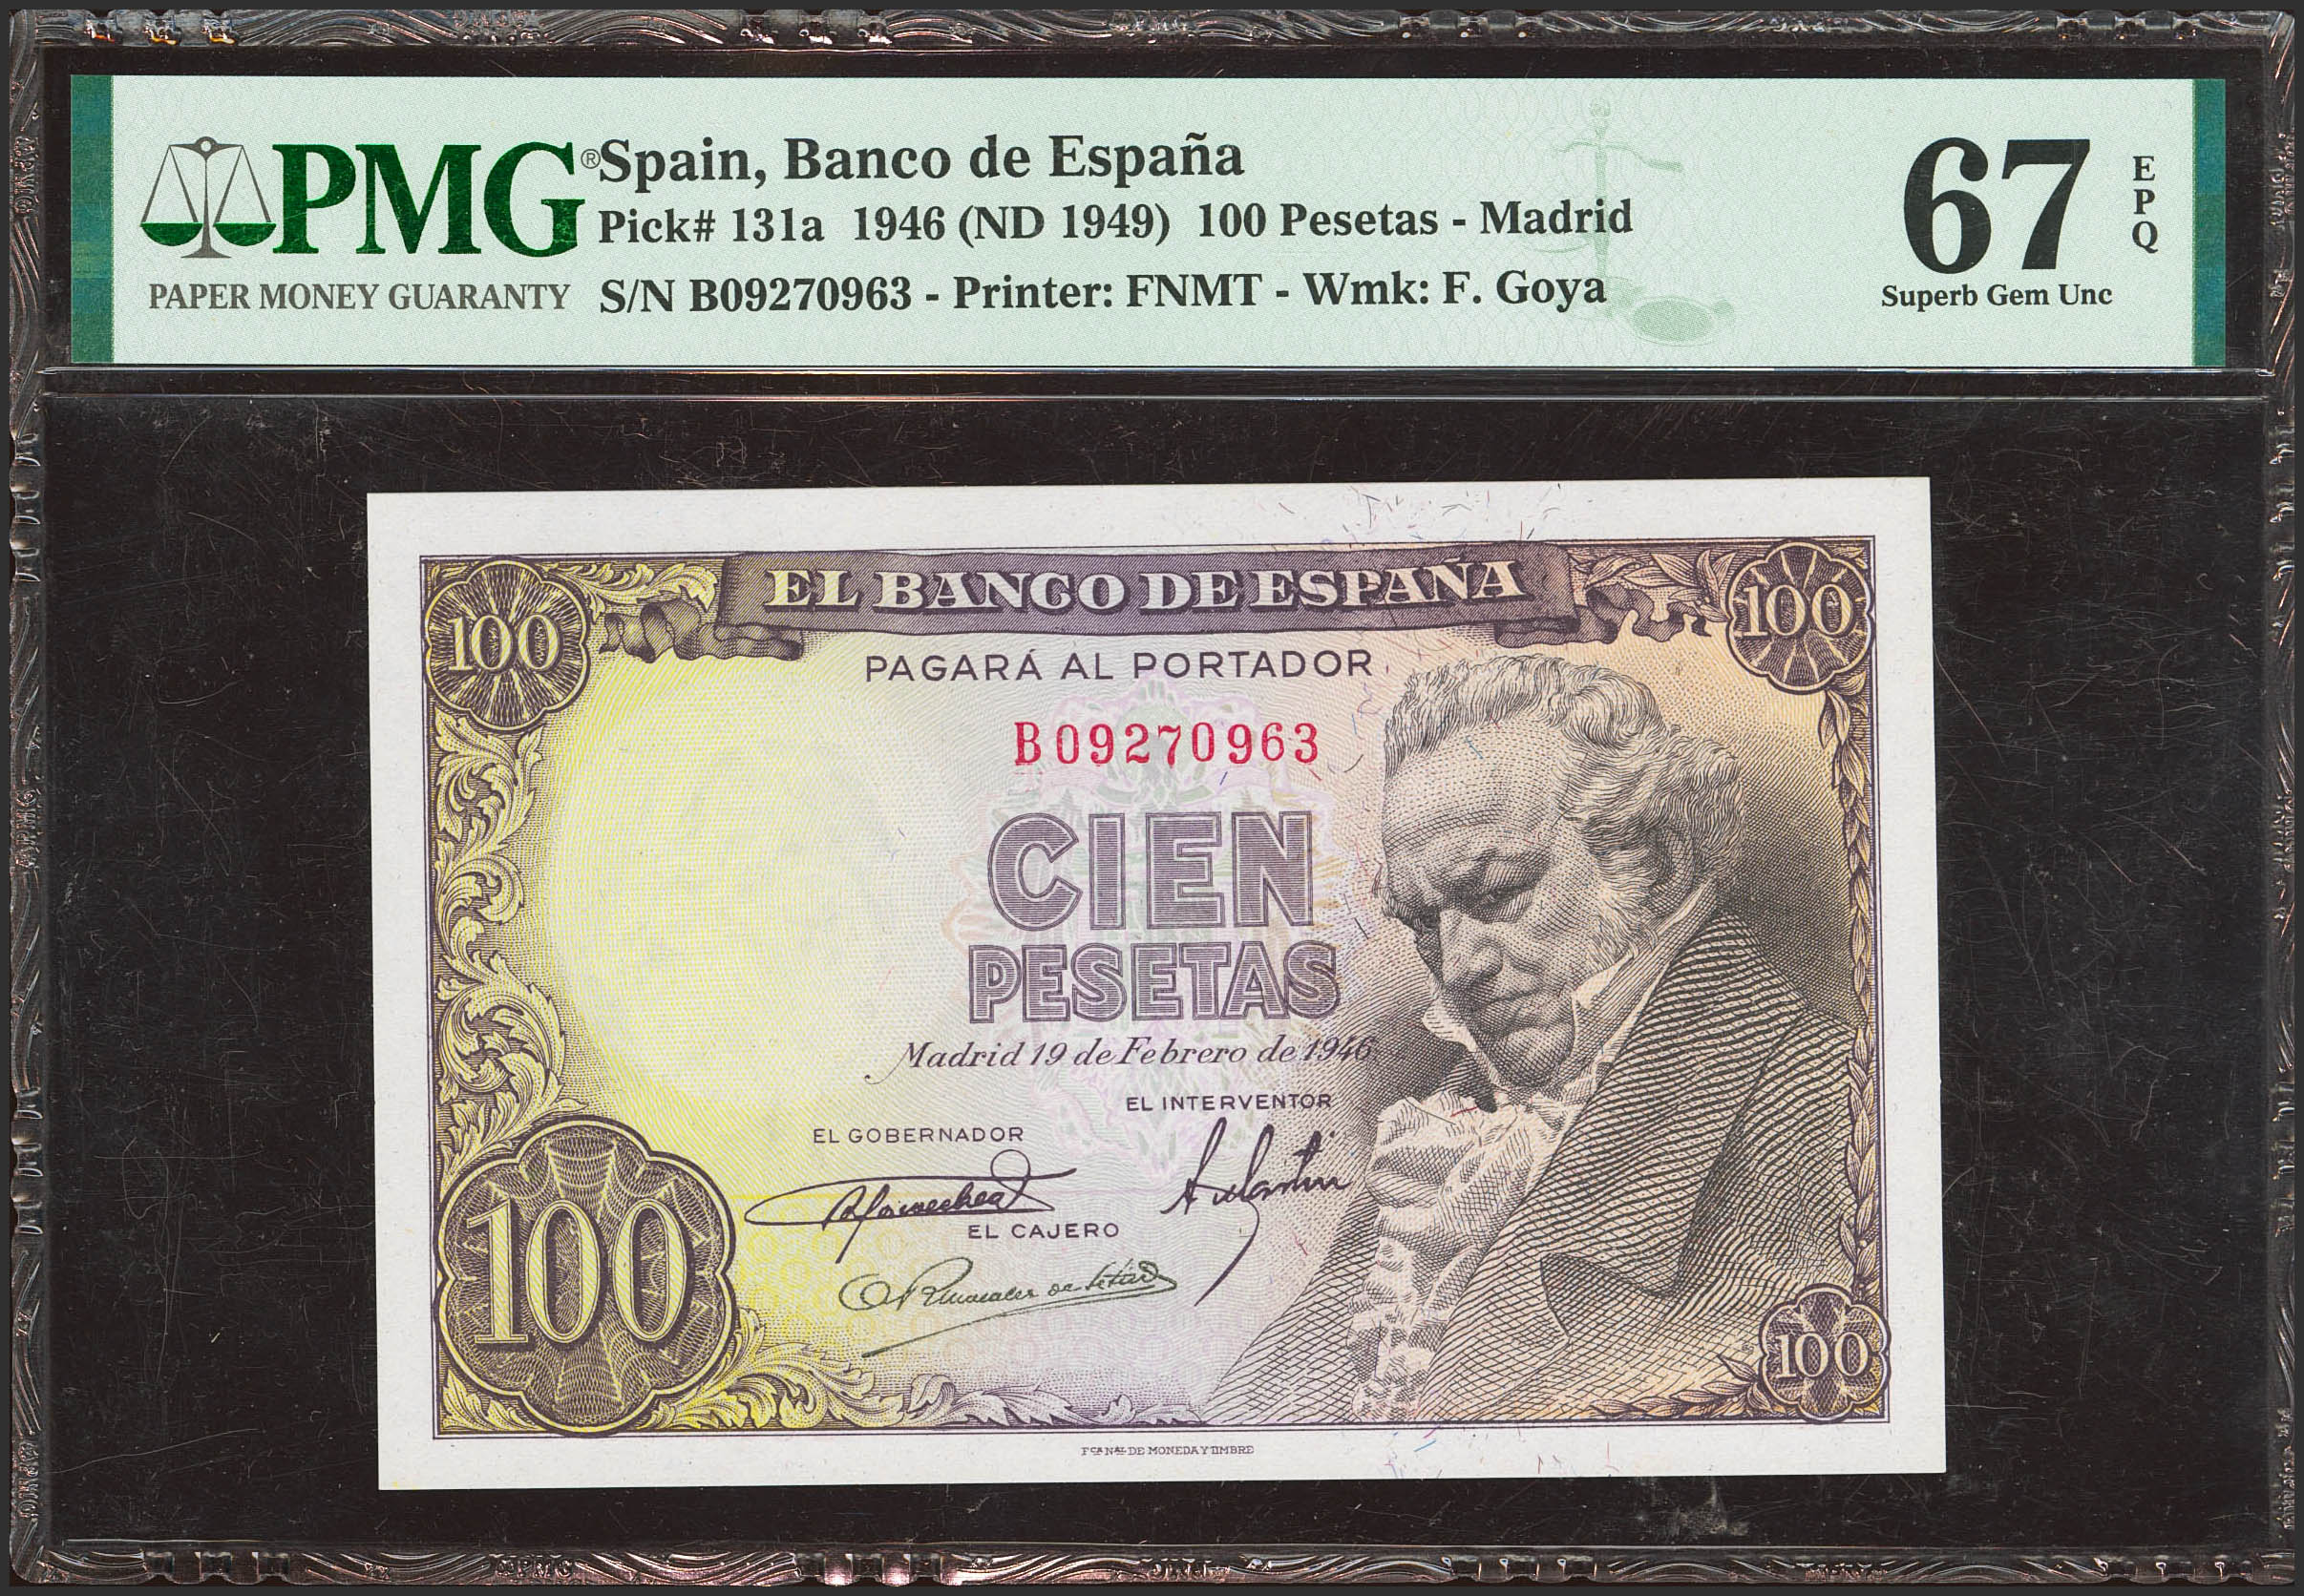 PMG®
PAPER MONEY GUARANTY
Spain, Banco de España
Pick# 131a 1946 (ND 1949) 100 Pesetas - Madrid
S/N B09270963 - Printer: FNMT - Wmk: F. Goya
67
EPQ
Superb Gem Unc
EL BANCO DE ESPAÑA
100
100
PAGARÁ AL PORTADOR
B09270963
CIEN
PESETAS
Madrid 19 de Febrero de 1946
EL INTERVENTOR
EL GOBERNADOR
EL CAJERO
100
100
FCA NAL DE MONEDA Y TIMBRE